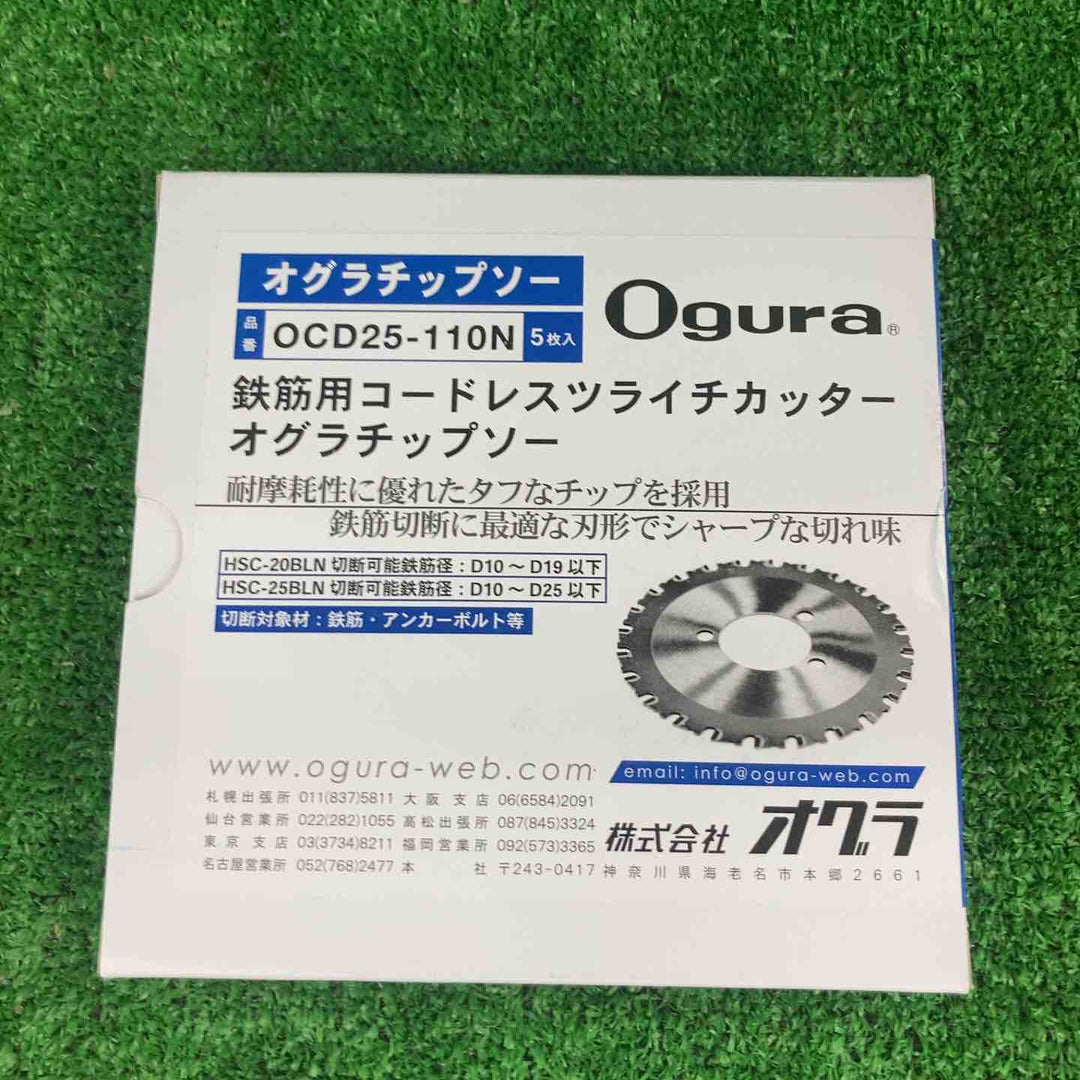 オグラチップソー
Ogura®
品番 OCD25-110N 5枚入
鉄筋用コードレスツライチカッター
オグラチップソー
耐摩耗性に優れたタフなチップを採用
鉄筋切断に最適な刃形でシャープな切れ味
HSC-20BLN 切断可能鉄筋径：D10～D19以下
HSC-25BLN 切断可能鉄筋径：D10～D25以下
切断対象材：鉄筋・アンカーボルト等
www.ogura-web.com
email: info@ogura-web.com
札幌出張所 011(837)5811 大阪支店 06(6584)2091
仙台営業所 022(282)1055 高松出張所 087(845)3324
東京支店 03(3734)8211 福岡営業所 092(573)3365
名古屋営業所 052(768)2477 本社 〒243-0417 神奈川県海老名市本郷2661
株式会社オグラ